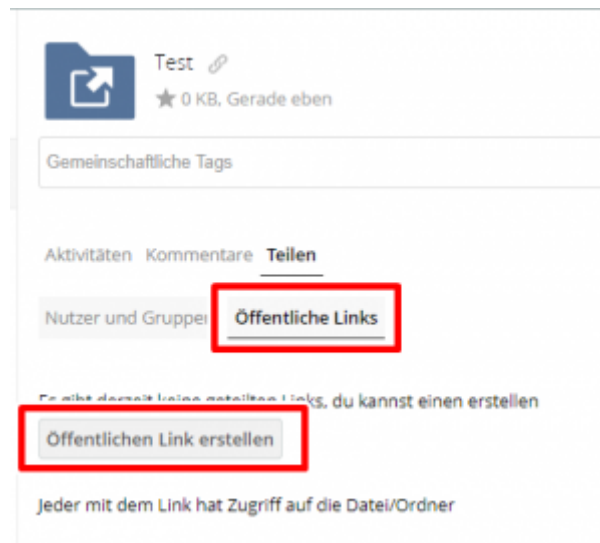 Test
0 KB, Gerade eben
Gemeinschaftliche Tags
Aktivitäten Kommentare Teilen
Nutzer und Gruppe Öffentliche Links
Es gibt derzeit keine geteilten Links, du kannst einen erstellen
Öffentlichen Link erstellen
Jeder mit dem Link hat Zugriff auf die Datei/Ordner